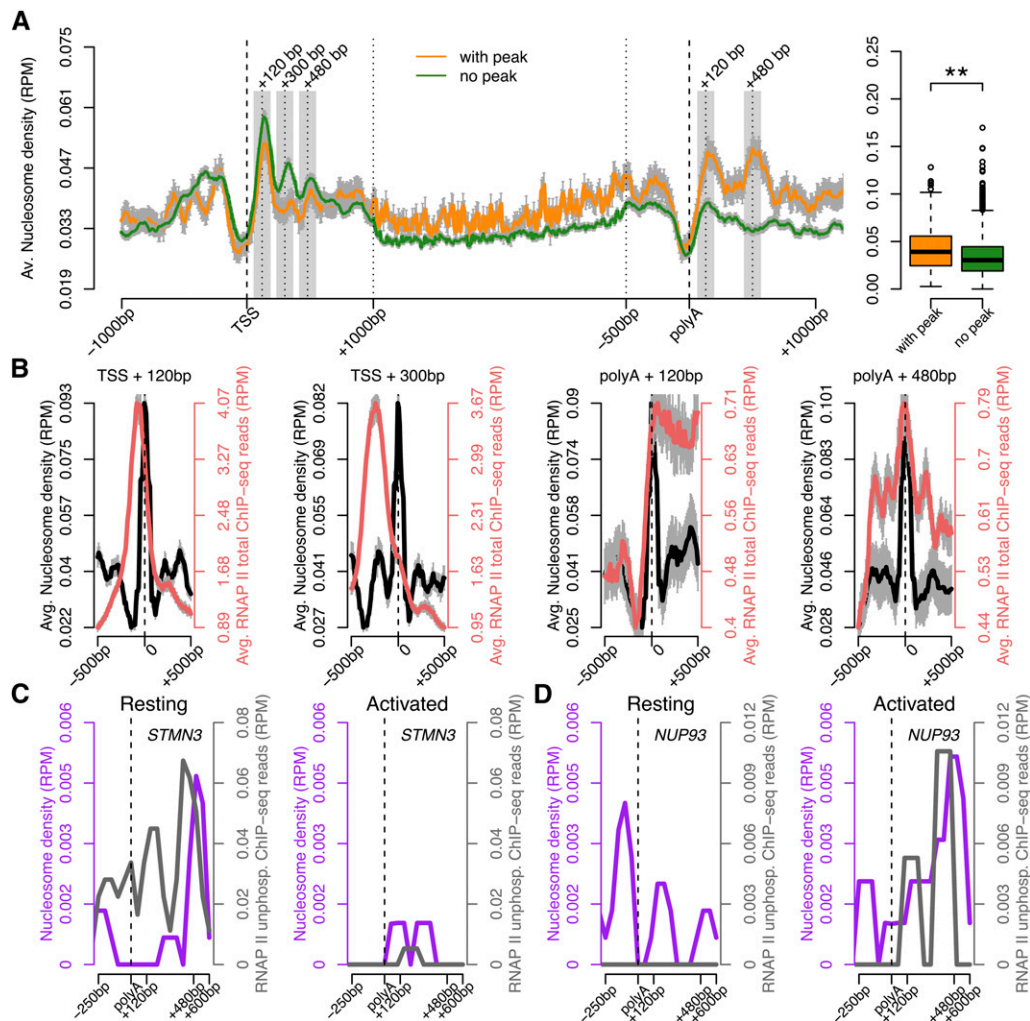 A
Av. Nucleosome density (RPM)
0.075
0.061
0.047
0.033
0.019
with peak
no peak
+120 bp
+300 bp
+480 bp
+120 bp
+480 bp
−1000bp
TSS
+1000bp
−500bp
polyA
+1000bp
0.25
0.20
0.15
0.10
0.05
0.00
**
with peak
no peak
B
TSS + 120bp
Avg. Nucleosome Density (RPM)
0.093
0.075
0.057
0.04
0.022
4.07
3.27
2.48
1.68
0.89
Avg. RNAP II total ChIP−seq reads (RPM)
−500bp
0
+500bp
TSS + 300bp
Avg. Nucleosome Density (RPM)
0.082
0.069
0.055
0.041
0.027
3.67
2.99
2.31
1.63
0.95
Avg. RNAP II total ChIP−seq reads (RPM)
−500bp
0
+500bp
polyA + 120bp
Avg. Nucleosome Density (RPM)
0.09
0.074
0.058
0.041
0.025
0.71
0.63
0.56
0.48
0.4
Avg. RNAP II total ChIP−seq reads (RPM)
−500bp
0
+500bp
polyA + 480bp
Avg. Nucleosome Density (RPM)
0.101
0.083
0.064
0.046
0.028
0.79
0.7
0.61
0.53
0.44
Avg. RNAP II total ChIP−seq reads (RPM)
−500bp
0
+500bp
C
Resting
STMN3
Nucleosome density (RPM)
0.006
0.005
0.003
0.002
0
0.08
0.06
0.04
0.02
0
RNAP II unphosp. ChIP−seq reads (RPM)
−250bp
polyA
+120bp
+480bp
+600bp
Activated
STMN3
Nucleosome density (RPM)
0.006
0.005
0.003
0.002
0
0.08
0.06
0.04
0.02
0
RNAP II unphosp. ChIP−seq reads (RPM)
−250bp
polyA
+120bp
+480bp
+600bp
D
Resting
NUP93
Nucleosome density (RPM)
0.006
0.005
0.003
0.002
0
0.012
0.009
0.006
0.003
0
RNAP II unphosp. ChIP−seq reads (RPM)
−250bp
polyA
+120bp
+480bp
+600bp
Activated
NUP93
Nucleosome density (RPM)
0.006
0.005
0.003
0.002
0
0.012
0.009
0.006
0.003
0
RNAP II unphosp. ChIP−seq reads (RPM)
−250bp
polyA
+120bp
+480bp
+600bp